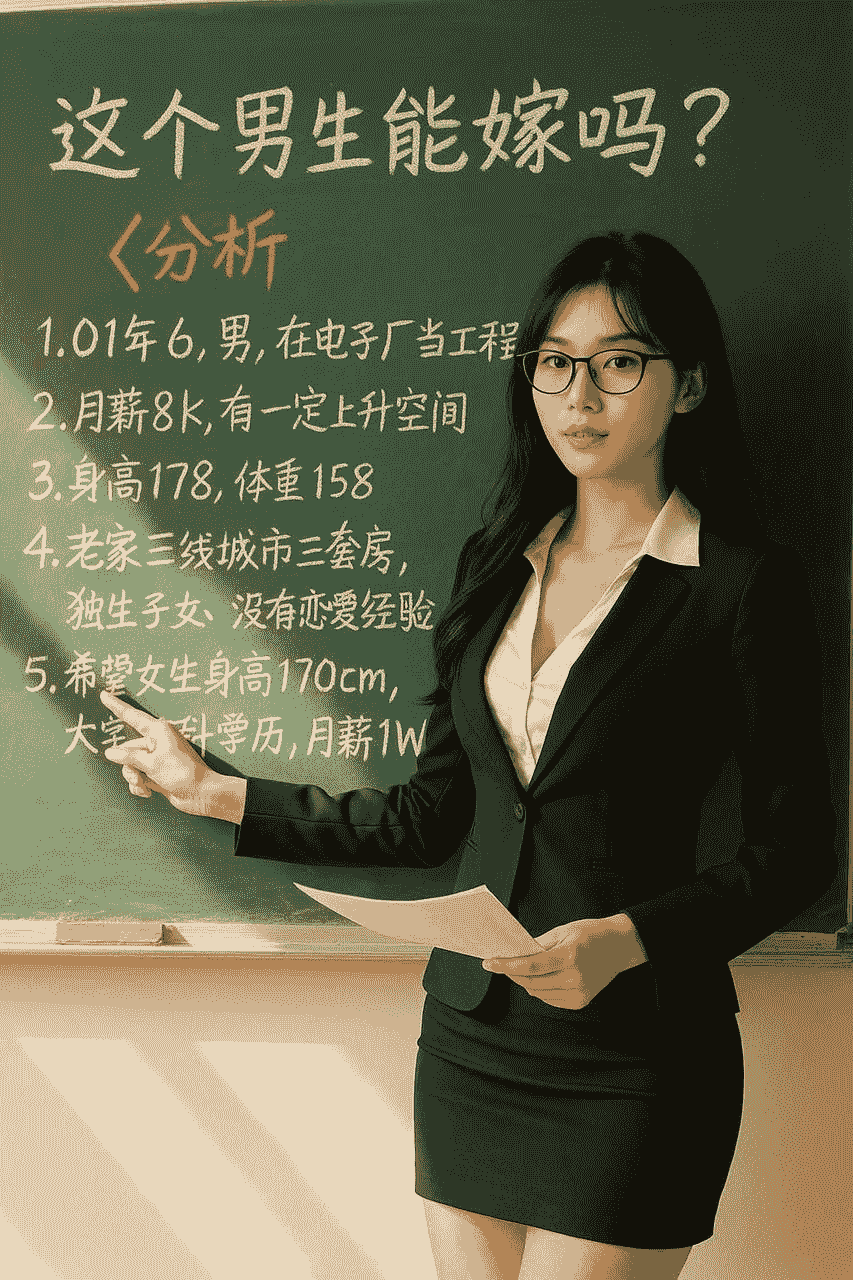 这个男生能嫁吗？
〈分析
1.01年6,男,在电子厂当工程
2.月薪8K,有一定上升空间
3.身高178,体重158
4.老家三线城市三套房,
独生子女、没有恋爱经验
5.希望女生身高170cm,
大学 科学历,月薪1W